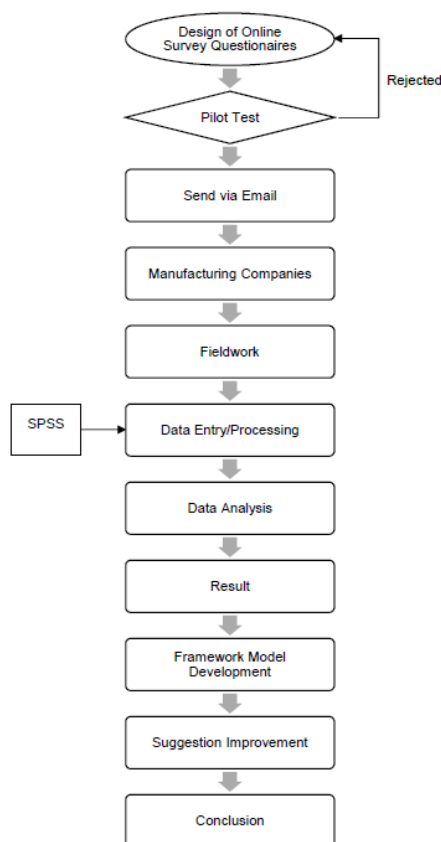 Design of Online
Survey Questionaires
Rejected
Pilot Test
Send via Email
Manufacturing Companies
Fieldwork
SPSS
Data Entry/Processing
Data Analysis
Result
Framework Model
Development
Suggestion Improvement
Conclusion